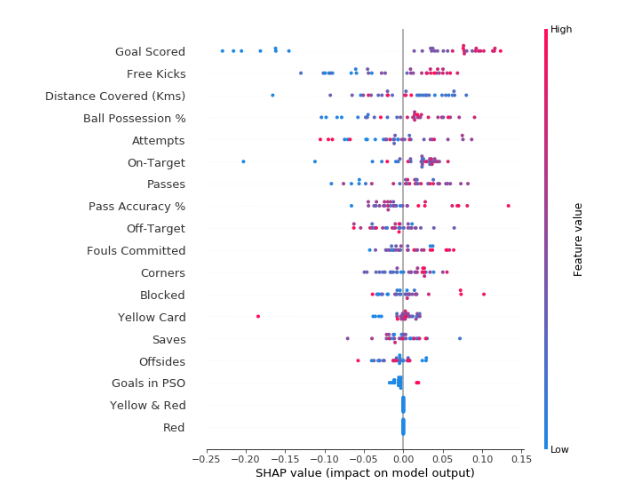 High
Goal Scored
Free Kicks
Distance Covered (Kms)
Ball Possession %
Attempts
On-Target
Passes
Pass Accuracy %
Off-Target
Fouls Committed
Corners
Blocked
Yellow Card
Saves
Offsides
Goals in PSO
Yellow & Red
Red
Feature value
Low
−0.25 −0.20 −0.15 −0.10 −0.05 0.00 0.05 0.10 0.15
SHAP value (impact on model output)